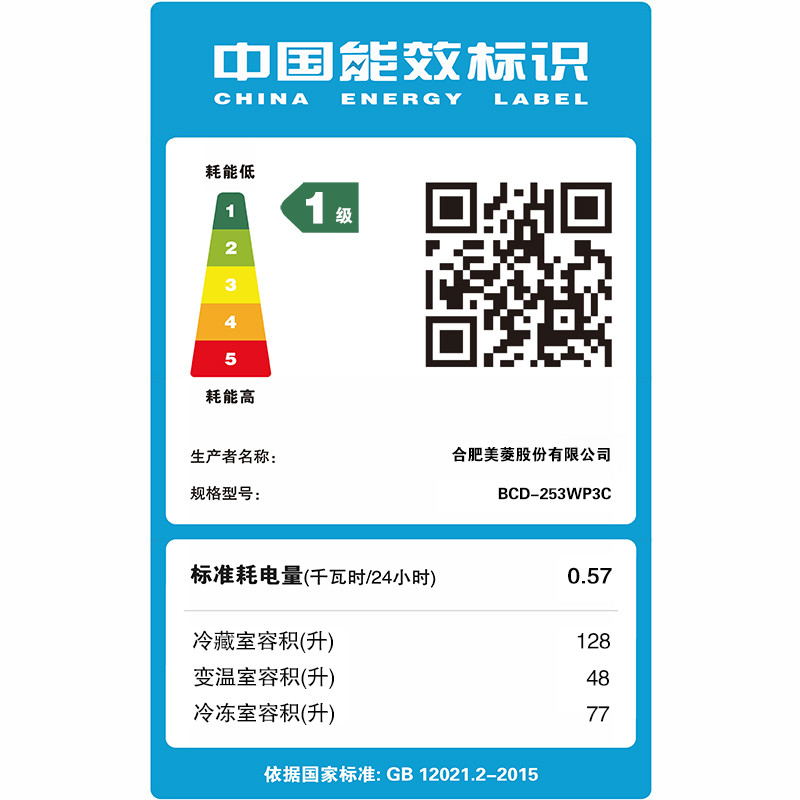 中国能效标识
CHINA ENERGY LABEL
耗能低
1
1级
2
3
4
5
耗能高
生产者名称: 合肥美菱股份有限公司
规格型号: BCD-253WP3C
标准耗电量(千瓦时/24小时) 0.57
冷藏室容积(升) 128
变温室容积(升) 48
冷冻室容积(升) 77
依据国家标准: GB 12021.2-2015